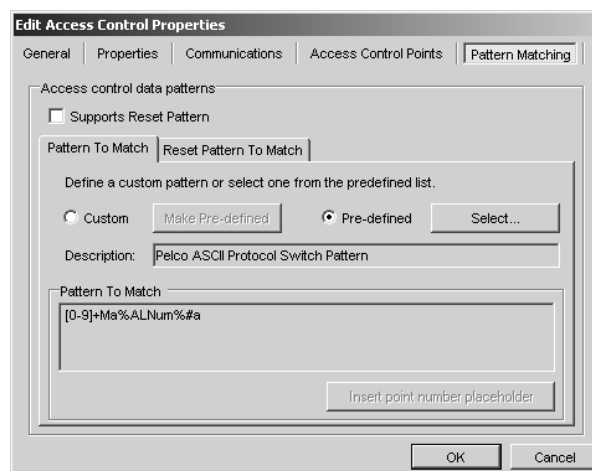 Edit Access Control Properties
General Properties Communications Access Control Points Pattern Matching
Access control data patterns
Supports Reset Pattern
Pattern To Match Reset Pattern To Match
Define a custom pattern or select one from the predefined list.
Custom Make Pre-defined Pre-defined Select...
Description: Pelco ASCII Protocol Switch Pattern
Pattern To Match
[0-9]+Ma%ALNum%#a
Insert point number placeholder
OK Cancel